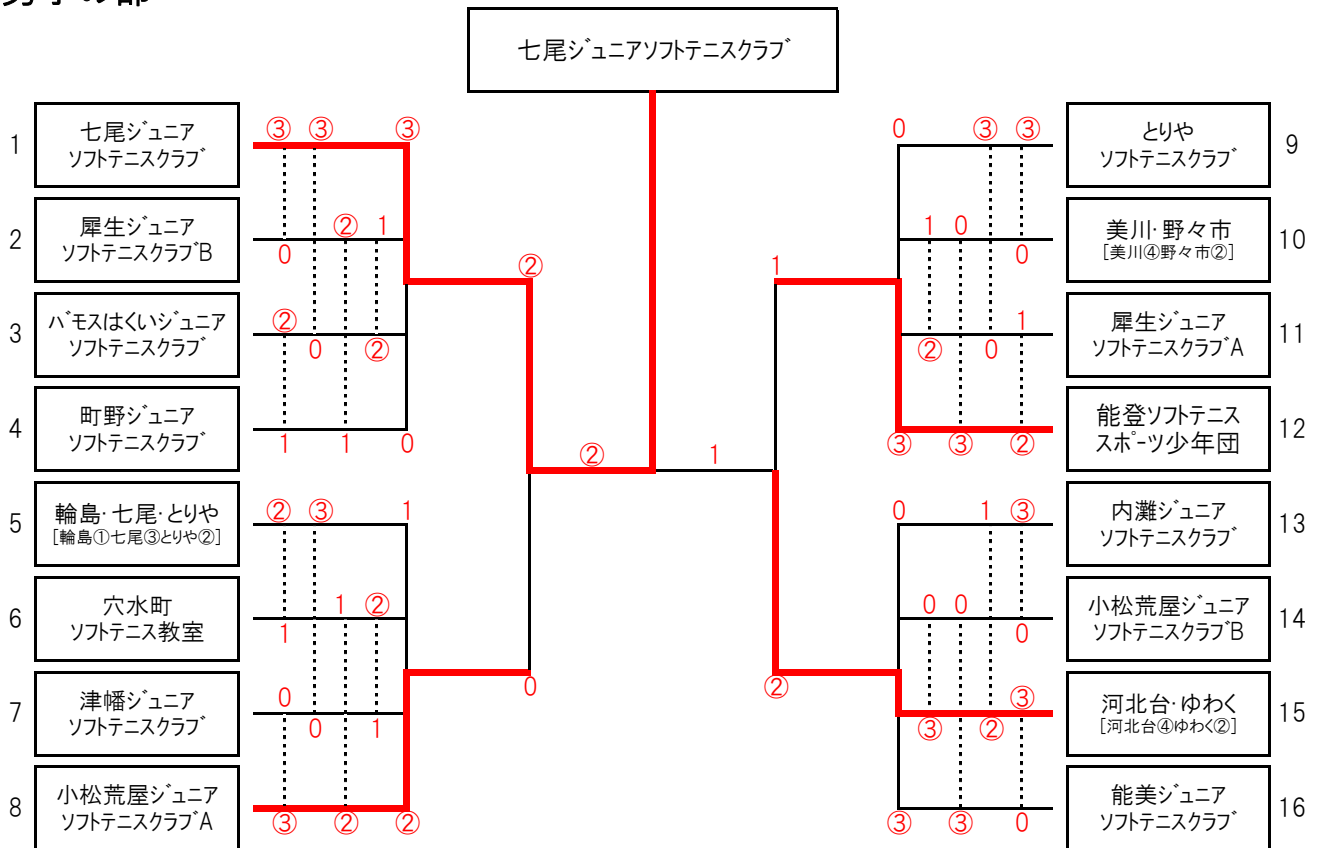 七尾ジュニアソフトテニスクラブ
1
七尾ジュニア
ソフトテニスクラブ
③ ③ ③
0 ③ ③
とりや
ソフトテニスクラブ
9
2
犀生ジュニア
ソフトテニスクラブB
② 1
0
②
1
1 0
0
美川・野々市
[美川④野々市②]
10
3
バモスはくいジュニア
ソフトテニスクラブ
②
0 ②
1
② 0
犀生ジュニア
ソフトテニスクラブA
11
4
町野ジュニア
ソフトテニスクラブ
1 1 0
③ ③ ②
能登ソフトテニス
スポーツ少年団
12
② 1
5
輪島・七尾・とりや
[輪島①七尾③とりや②]
② ③ 1
0 1 ③
内灘ジュニア
ソフトテニスクラブ
13
6
穴水町
ソフトテニス教室
1 ②
1
0 0
0
小松荒屋ジュニア
ソフトテニスクラブB
14
0
②
7
津幡ジュニア
ソフトテニスクラブ
0
0 1
③
③ ②
河北台・ゆわく
[河北台④ゆわく②]
15
8
小松荒屋ジュニア
ソフトテニスクラブA
③ ② ②
③ ③ 0
能美ジュニア
ソフトテニスクラブ
16